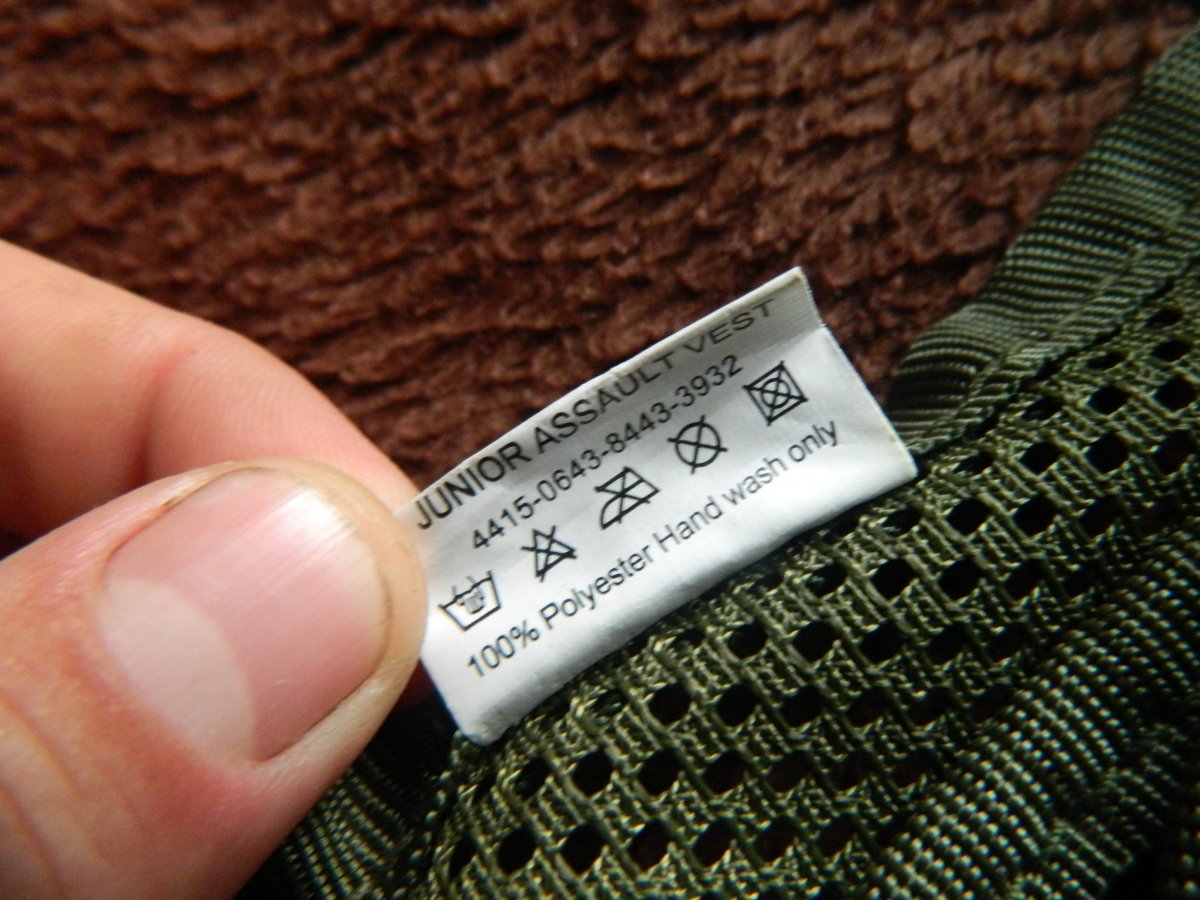 JUNIOR ASSAULT VEST
4415-0643-8443-3932
100% Polyester Hand wash only